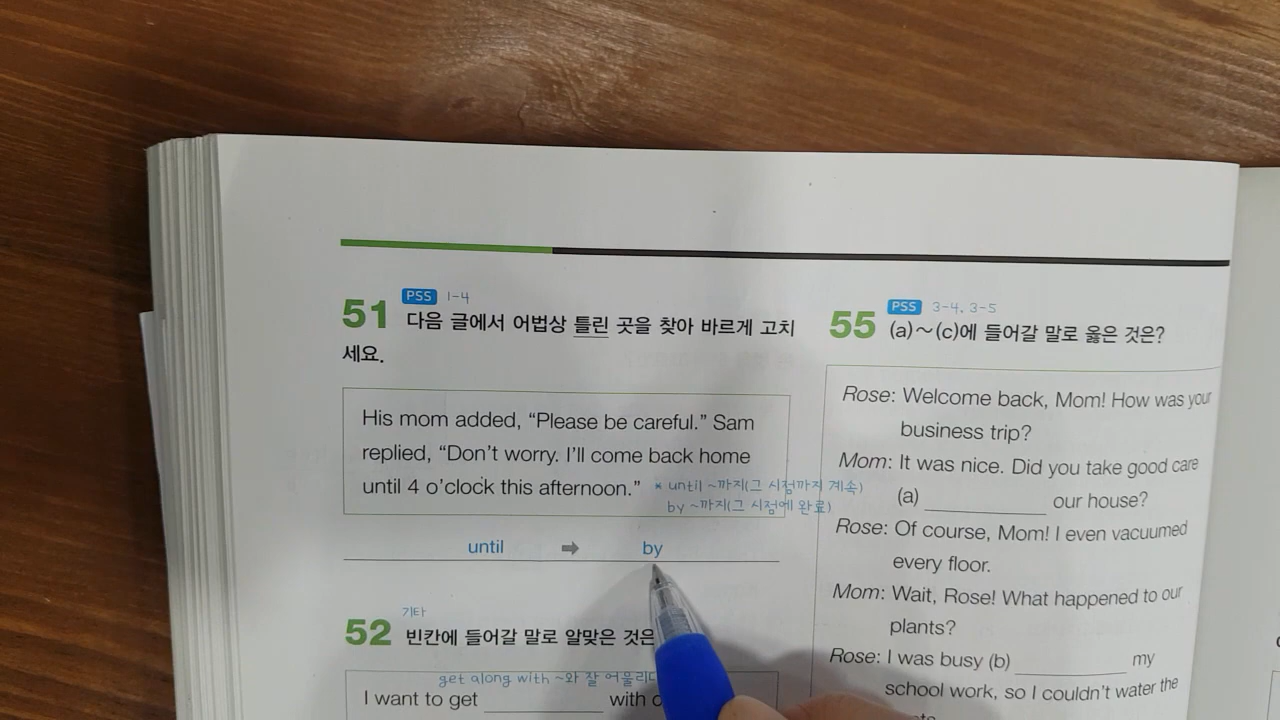 PSS 1-4
51 다음 글에서 어법상 틀린 곳을 찾아 바르게 고치
세요.
His mom added, “Please be careful.” Sam
replied, “Don’t worry. I’ll come back home
until 4 o’clock this afternoon.”
* until ~까지(그 시점까지 계속)
by ~까지(그 시점에 완료)
until ➡ by
기타
52 빈칸에 들어갈 말로 알맞은 것은
get along with ~와 잘 어울리다
I want to get ________ with
PSS 3-4, 3-5
55 (a)~(c)에 들어갈 말로 옳은 것은?
Rose: Welcome back, Mom! How was your
business trip?
Mom: It was nice. Did you take good care
(a) ________ our house?
Rose: Of course, Mom! I even vacuumed
every floor.
Mom: Wait, Rose! What happened to our
plants?
Rose: I was busy (b) ________ my
school work, so I couldn’t water the